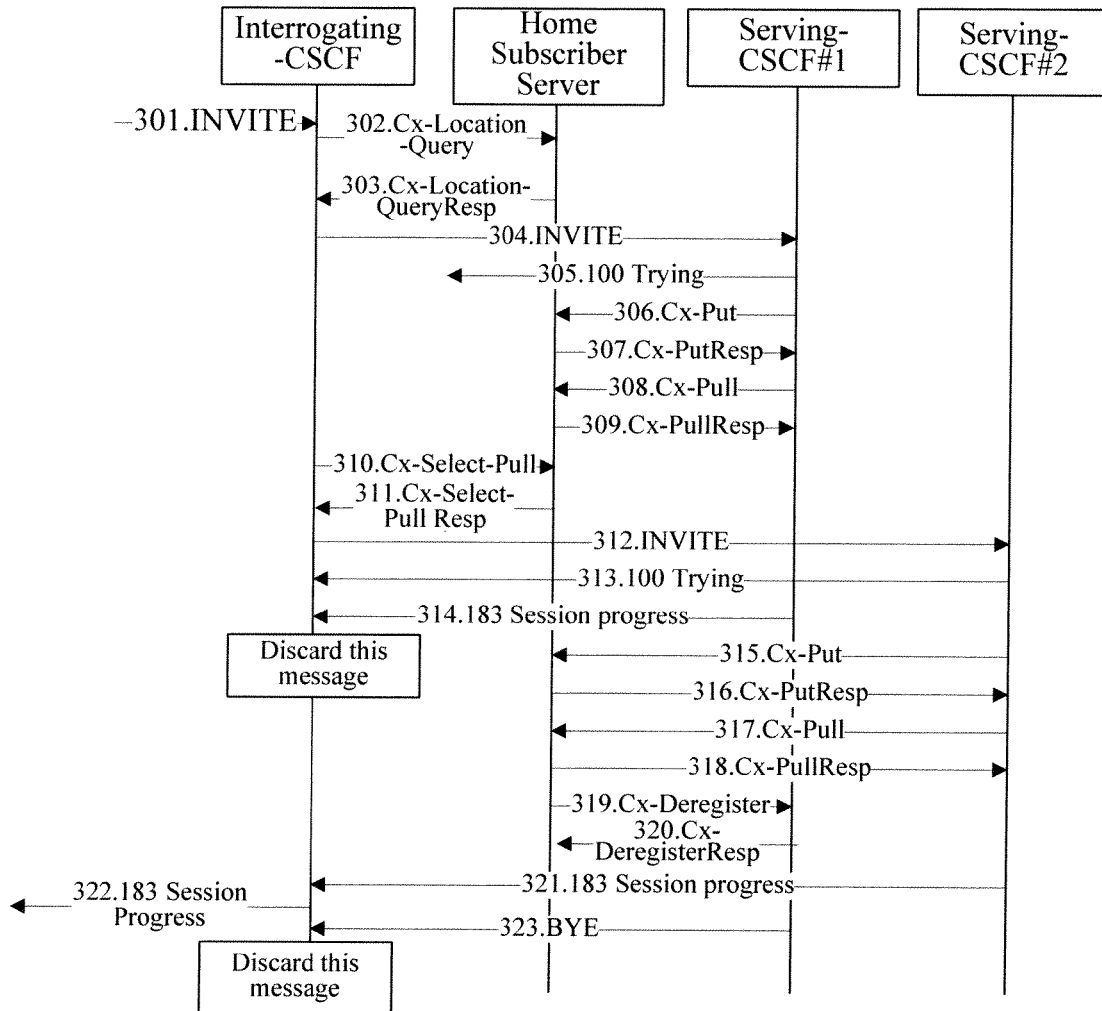 Interrogating
-CSCF
Home
Subscriber
Server
Serving-
CSCF#1
Serving-
CSCF#2
301.INVITE
302.Cx-Location
-Query
303.Cx-Location-
QueryResp
304.INVITE
305.100 Trying
306.Cx-Put
307.Cx-PutResp
308.Cx-Pull
309.Cx-PullResp
310.Cx-Select-Pull
311.Cx-Select-
Pull Resp
312.INVITE
313.100 Trying
314.183 Session progress
Discard this
message
315.Cx-Put
316.Cx-PutResp
317.Cx-Pull
318.Cx-PullResp
319.Cx-Deregister
320.Cx-
DeregisterResp
321.183 Session progress
322.183 Session
Progress
323.BYE
Discard this
message